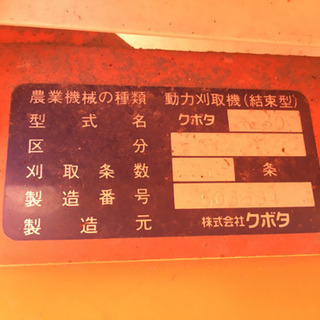 農業機械の種類 動力刈取機(結束型)
型式名 クボタ
区分
刈取条数 条
製造番号
製造元 株式会社クボタ